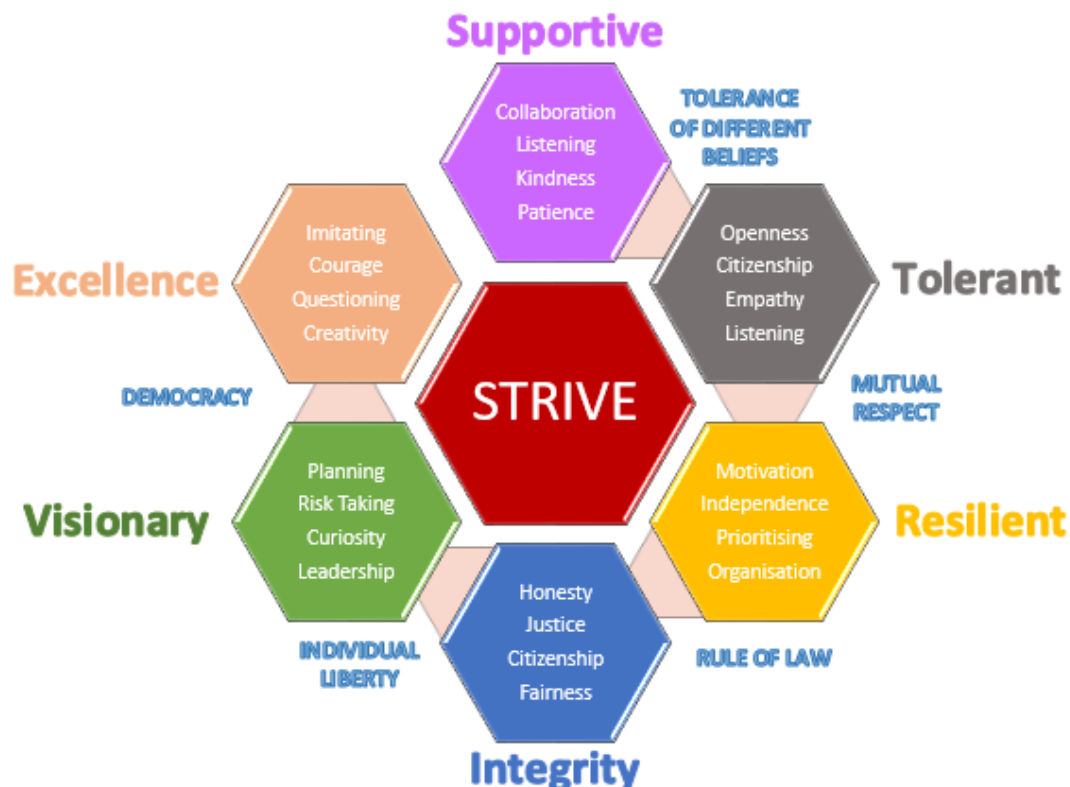 Supportive
Collaboration
Listening
Kindness
Patience
TOLERANCE
OF DIFFERENT
BELIEFS
Openness
Citizenship
Empathy
Listening
Tolerant
MUTUAL
RESPECT
Motivation
Independence
Prioritising
Organisation
Resilient
RULE OF LAW
Honesty
Justice
Citizenship
Fairness
Integrity
INDIVIDUAL
LIBERTY
Planning
Risk Taking
Curiosity
Leadership
Visionary
DEMOCRACY
Imitating
Courage
Questioning
Creativity
Excellence
STRIVE